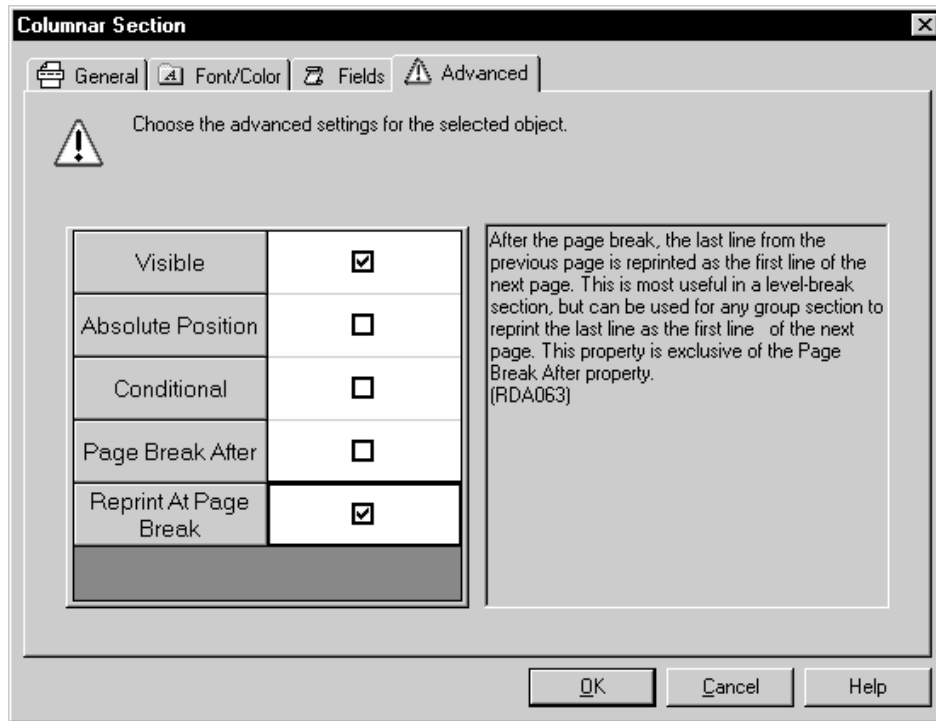 Columnar Section
General
Font/Color
Fields
Advanced
Choose the advanced settings for the selected object.
Visible
Absolute Position
Conditional
Page Break After
Reprint At Page
Break
After the page break, the last line from the
previous page is reprinted as the first line of the
next page. This is most useful in a level-break
section, but can be used for any group section to
reprint the last line as the first line   of the next
page. This property is exclusive of the Page
Break After property.
(RDA063)
OK
Cancel
Help